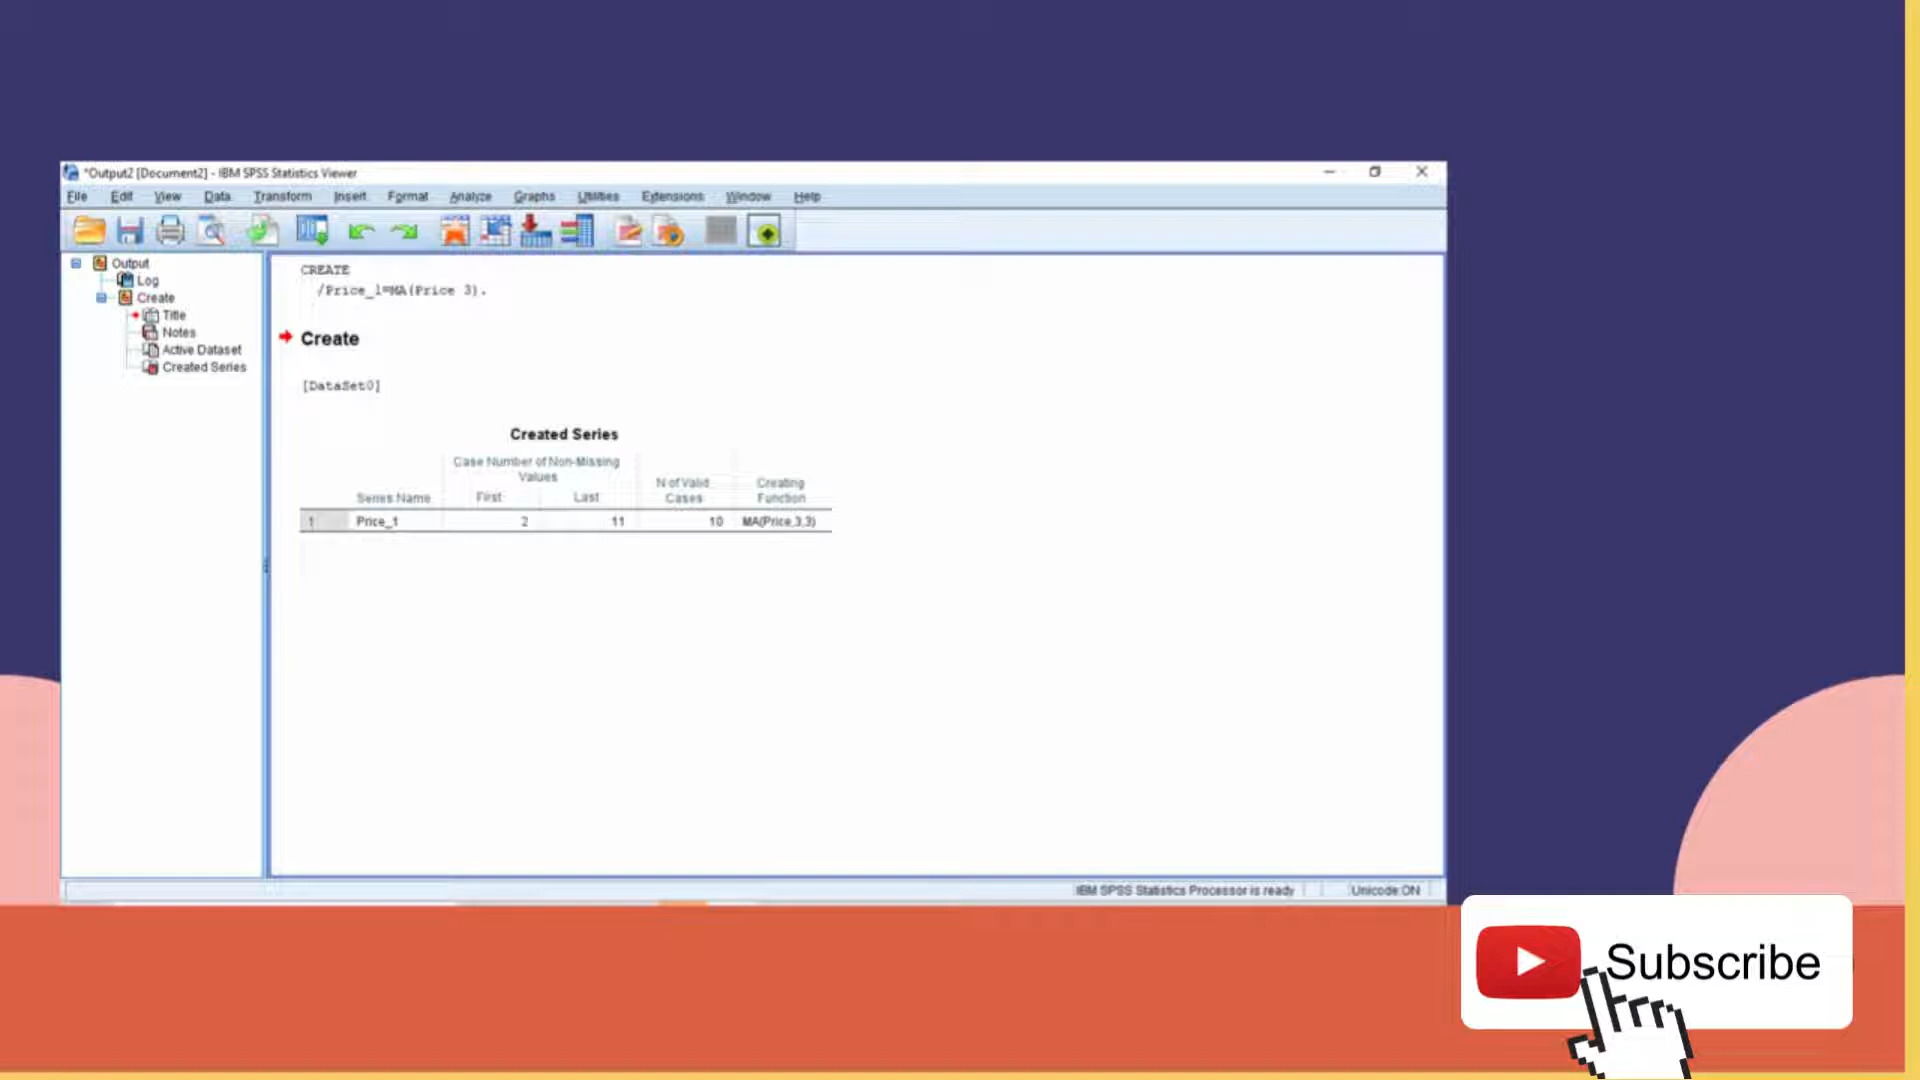 *Output2 [Document2] - IBM SPSS Statistics Viewer
File Edit View Data Transform Insert Format Analyze Graphs Utilities Extensions Window Help
Output
Log
Create
Title
Notes
Active Dataset
Created Series
CREATE
/Price_1=MA(Price 3).
Create
[DataSet0]
Created Series
Case Number of Non-Missing
Values
N of Valid
Cases
Creating
Function
Series Name First Last
1 Price_1 2 11 10 MA(Price,3,3)
IBM SPSS Statistics Processor is ready Unicode:ON
Subscribe